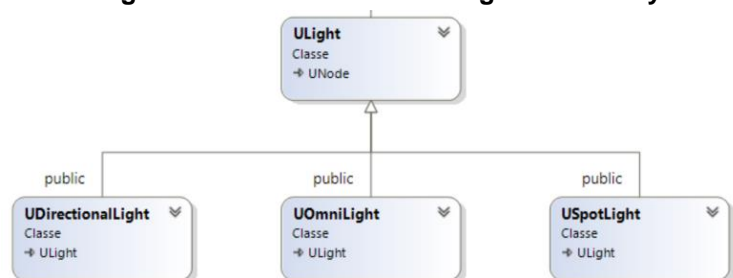 ULight
Classe
UNode
public
public
public
UDirectionalLight
Classe
ULight
UOmniLight
Classe
ULight
USpotLight
Classe
ULight